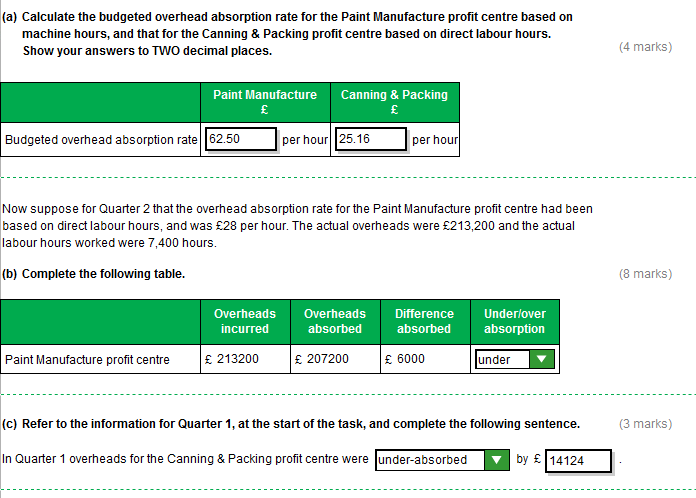 (a) Calculate the budgeted overhead absorption rate for the Paint Manufacture profit centre based on
machine hours, and that for the Canning & Packing profit centre based on direct labour hours.
Show your answers to TWO decimal places.
(4 marks)
Paint Manufacture £
Canning & Packing £
Budgeted overhead absorption rate 62.50 per hour 25.16 per hour
Now suppose for Quarter 2 that the overhead absorption rate for the Paint Manufacture profit centre had been
based on direct labour hours, and was £28 per hour. The actual overheads were £213,200 and the actual
labour hours worked were 7,400 hours.
(b) Complete the following table.
(8 marks)
Overheads incurred
Overheads absorbed
Difference absorbed
Under/over absorption
Paint Manufacture profit centre £ 213200 £ 207200 £ 6000 under
(c) Refer to the information for Quarter 1, at the start of the task, and complete the following sentence.
(3 marks)
In Quarter 1 overheads for the Canning & Packing profit centre were under-absorbed by £ 14124 .